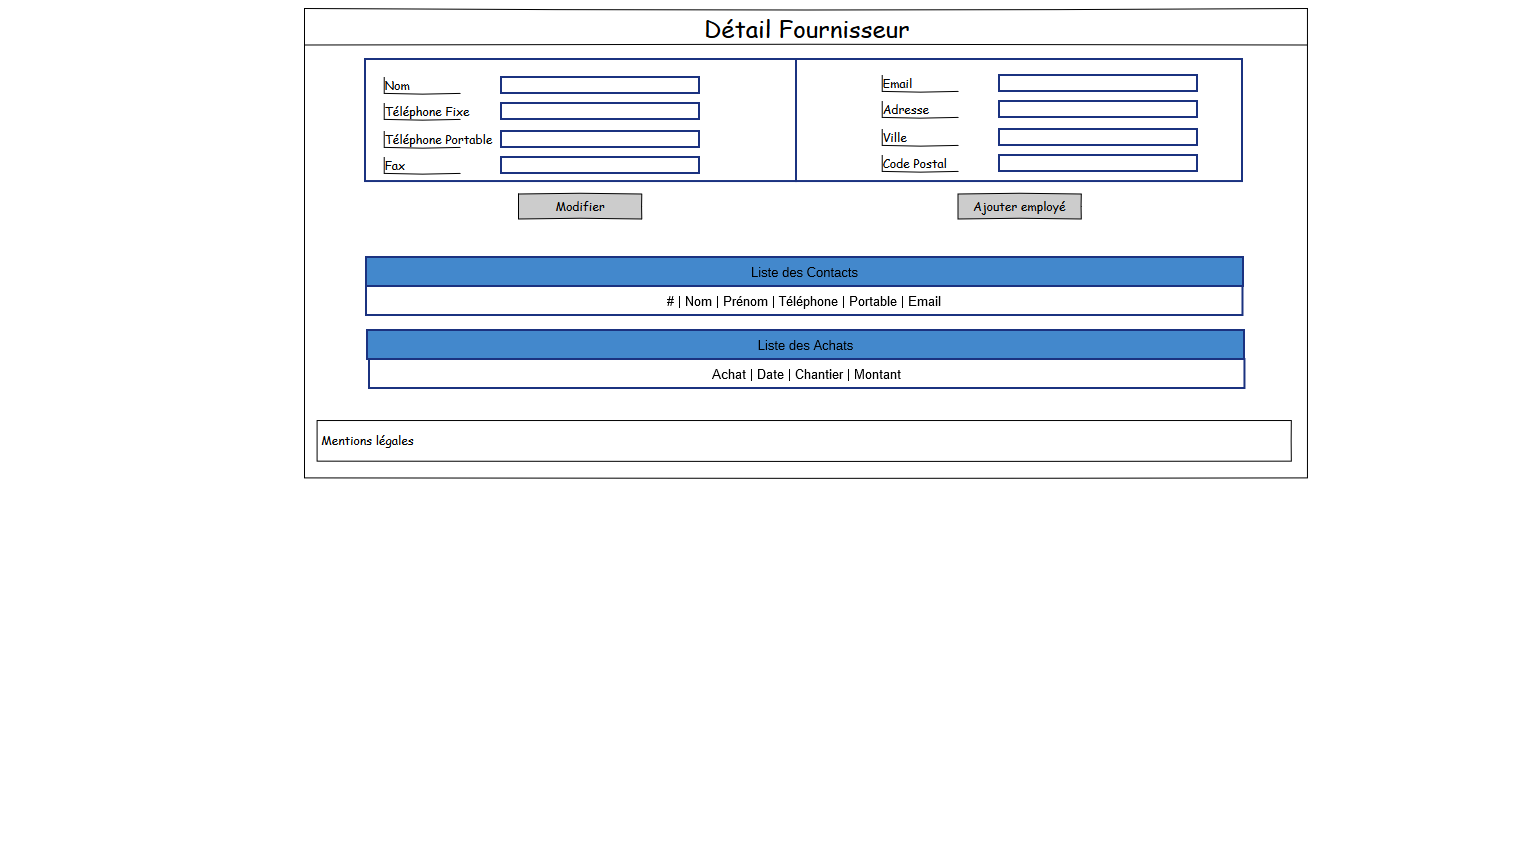 Détail Fournisseur
Nom
Téléphone Fixe
Téléphone Portable
Fax
Email
Adresse
Ville
Code Postal
Modifier
Ajouter employé
Liste des Contacts
# | Nom | Prénom | Téléphone | Portable | Email
Liste des Achats
Achat | Date | Chantier | Montant
Mentions légales